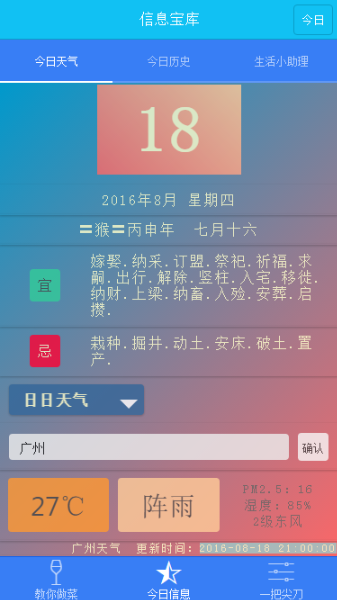 信息宝库
今日
今日天气
今日历史
生活小助理
18
2016年8月 星期四
〓猴〓丙申年 七月十六
宜
嫁娶.纳采.订盟.祭祀.祈福.求
嗣.出行.解除.竖柱.入宅.移徙.
纳财.上梁.纳畜.入殓.安葬.启
攒.
忌
栽种.掘井.动土.安床.破土.置
产.
日日天气
广州
确认
27℃
阵雨
PM2.5: 16
湿度: 85%
2级东风
广州天气 更新时间: 2016-08-18 21:00:00
教你做菜
今日信息
一把尖刀